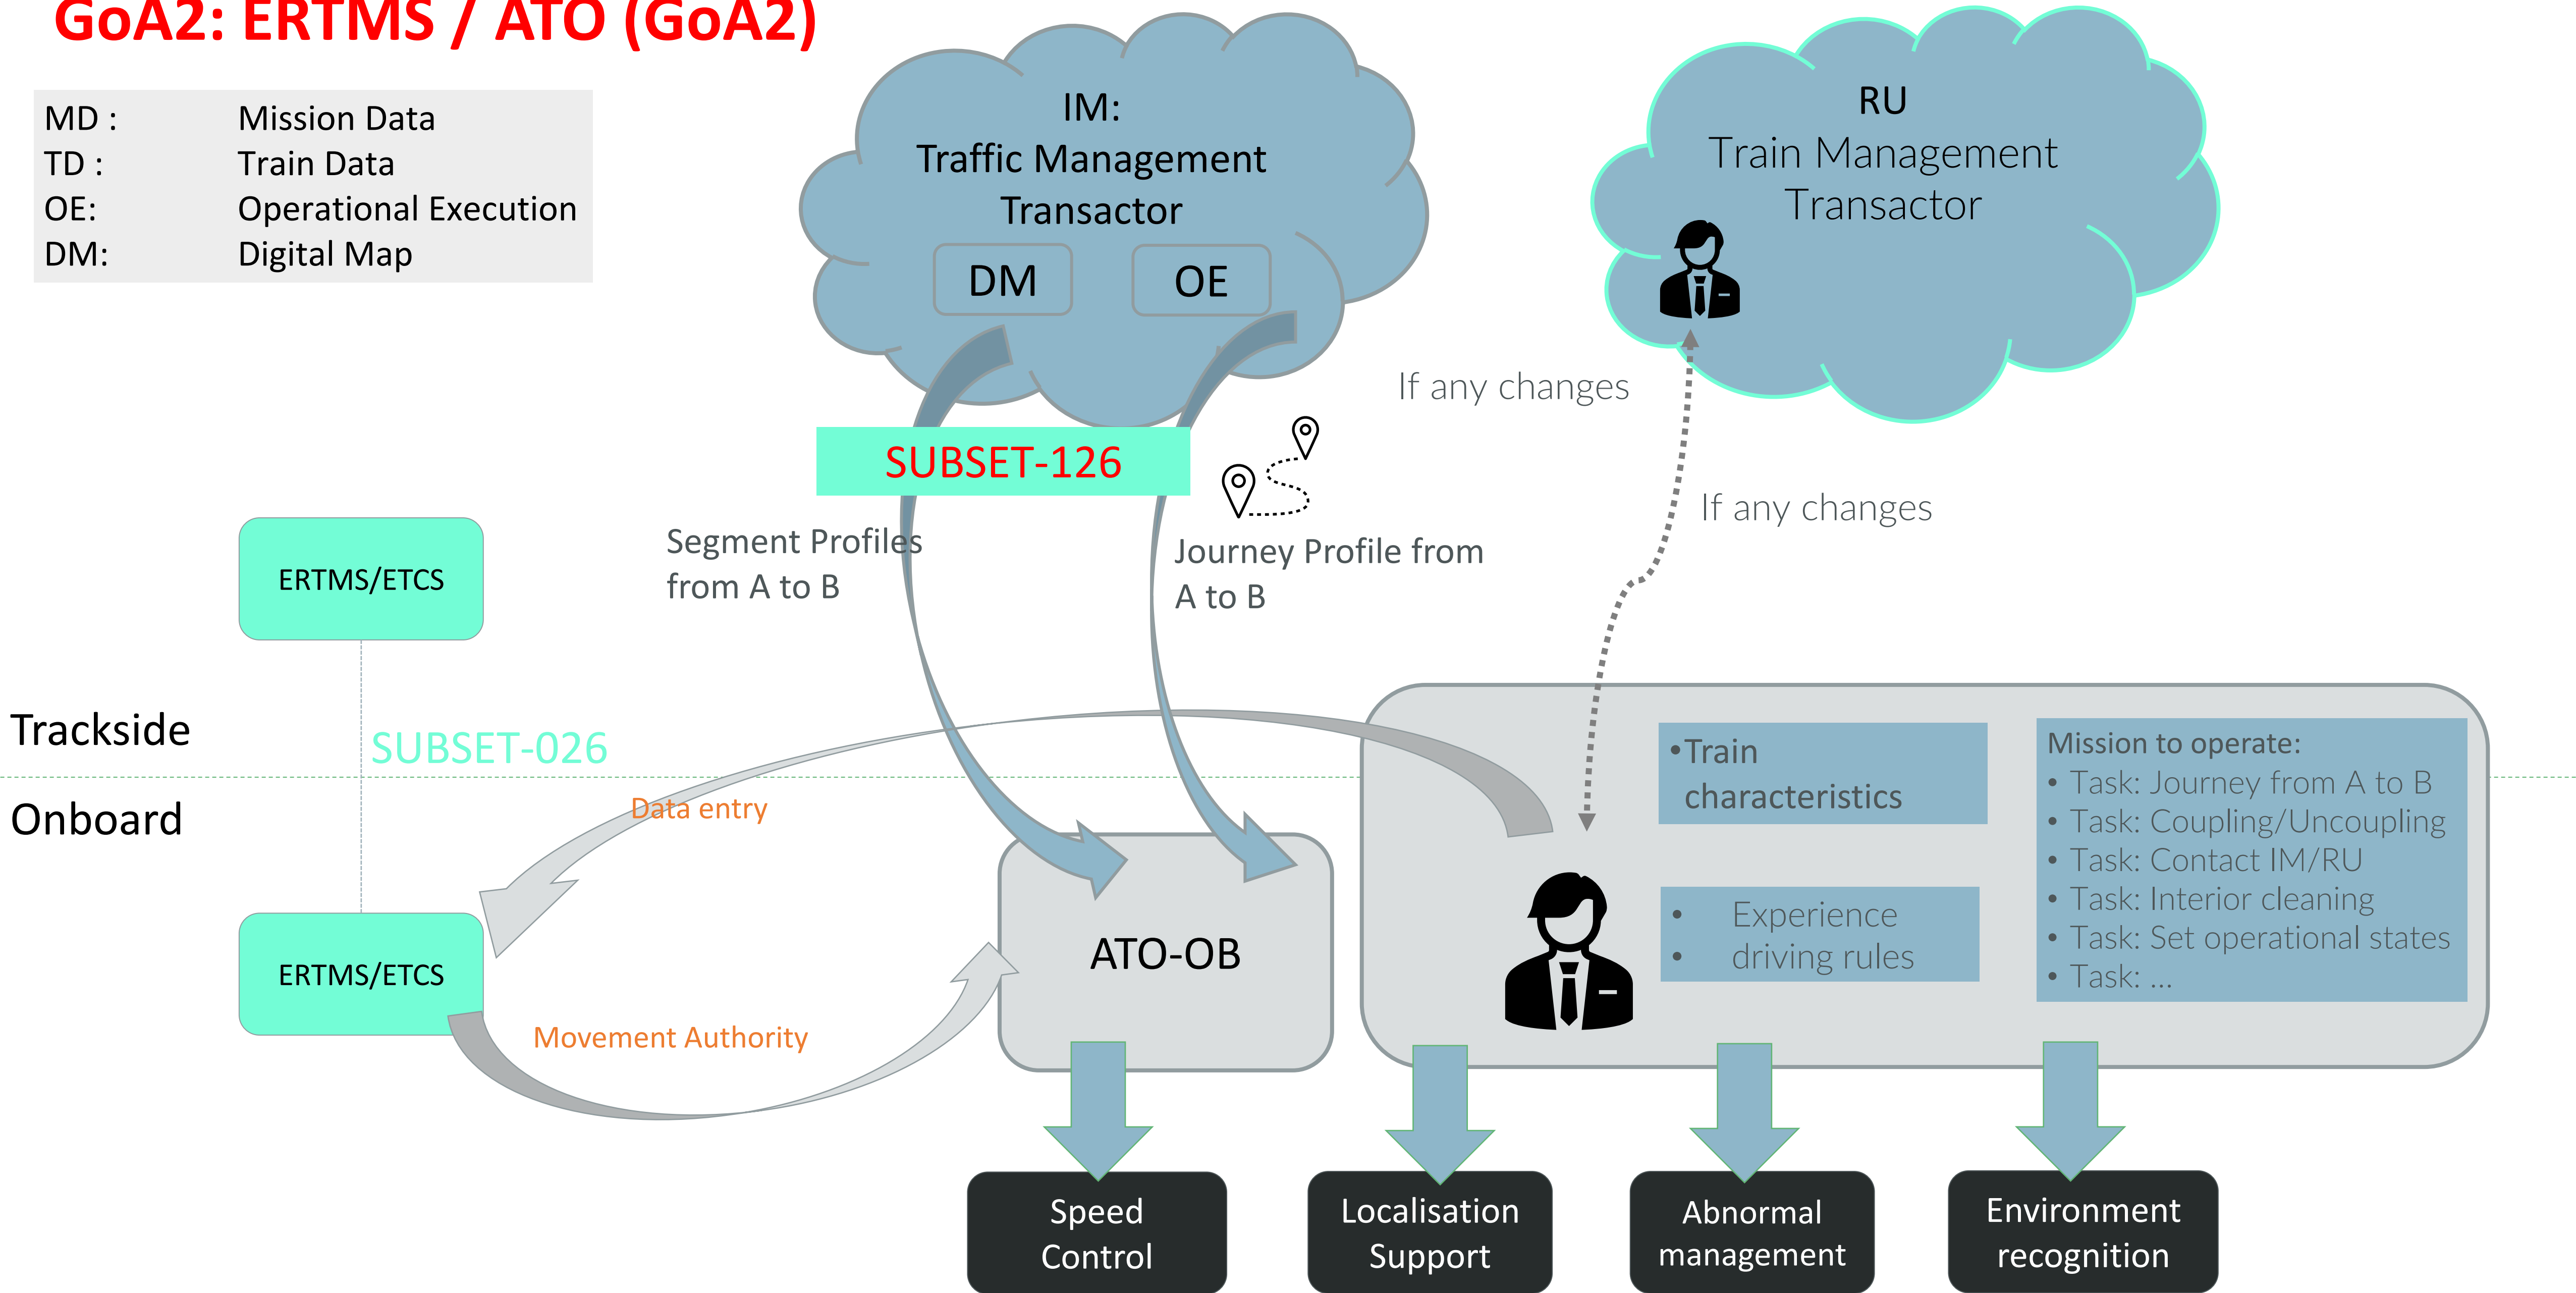 GoA2: ERTMS / ATO (GoA2)
MD : Mission Data
TD : Train Data
OE: Operational Execution
DM: Digital Map
IM:
Traffic Management
Transactor
DM
OE
RU
Train Management
Transactor
If any changes
If any changes
SUBSET-126
Segment Profiles
from A to B
Journey Profile from
A to B
ERTMS/ETCS
Trackside
SUBSET-026
Onboard
Data entry
ERTMS/ETCS
Movement Authority
ATO-OB
•Train
characteristics
• Experience
• driving rules
Mission to operate:
• Task: Journey from A to B
• Task: Coupling/Uncoupling
• Task: Contact IM/RU
• Task: Interior cleaning
• Task: Set operational states
• Task: ...
Speed
Control
Localisation
Support
Abnormal
management
Environment
recognition